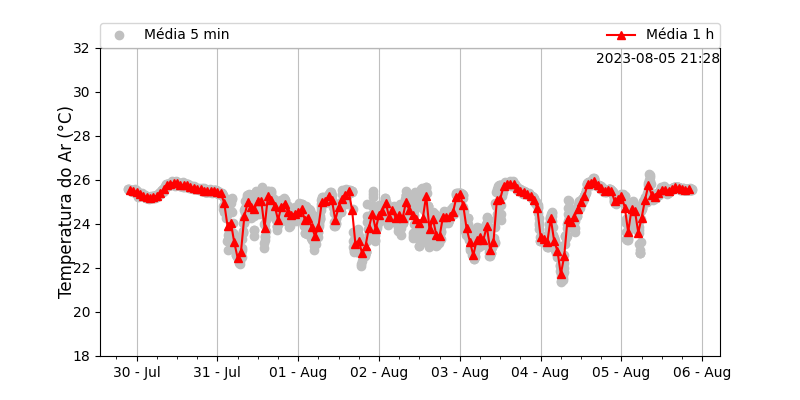 Média 5 min
Média 1 h
2023-08-05 21:28
Temperatura do Ar (°C)
32
30
28
26
24
22
20
18
30 - Jul
31 - Jul
01 - Aug
02 - Aug
03 - Aug
04 - Aug
05 - Aug
06 - Aug